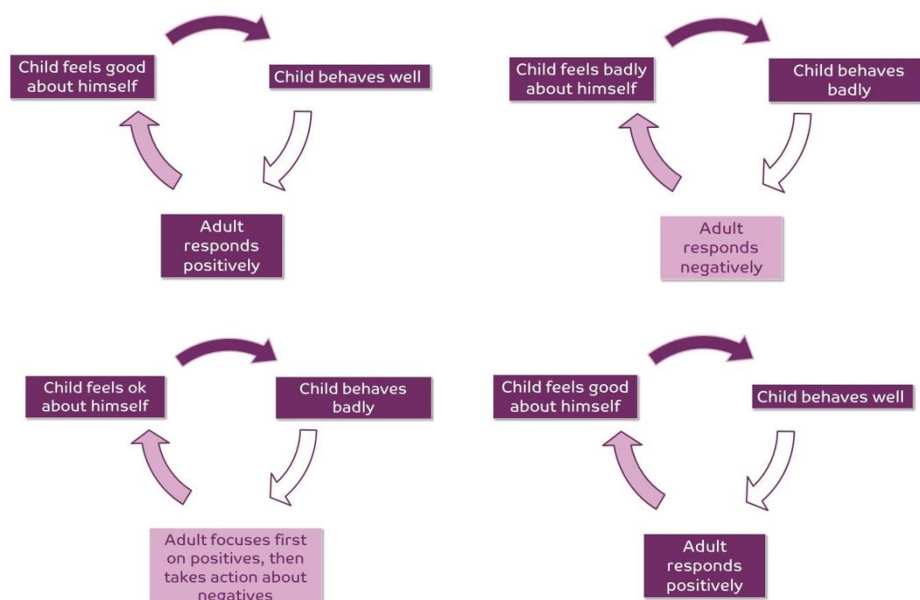 Child feels good
about himself
Child behaves well
Adult
responds
positively
Child feels badly
about himself
Child behaves
badly
Adult
responds
negatively
Child feels ok
about himself
Child behaves
badly
Adult focuses first
on positives, then
takes action about
negatives
Child feels good
about himself
Child behaves well
Adult
responds
positively